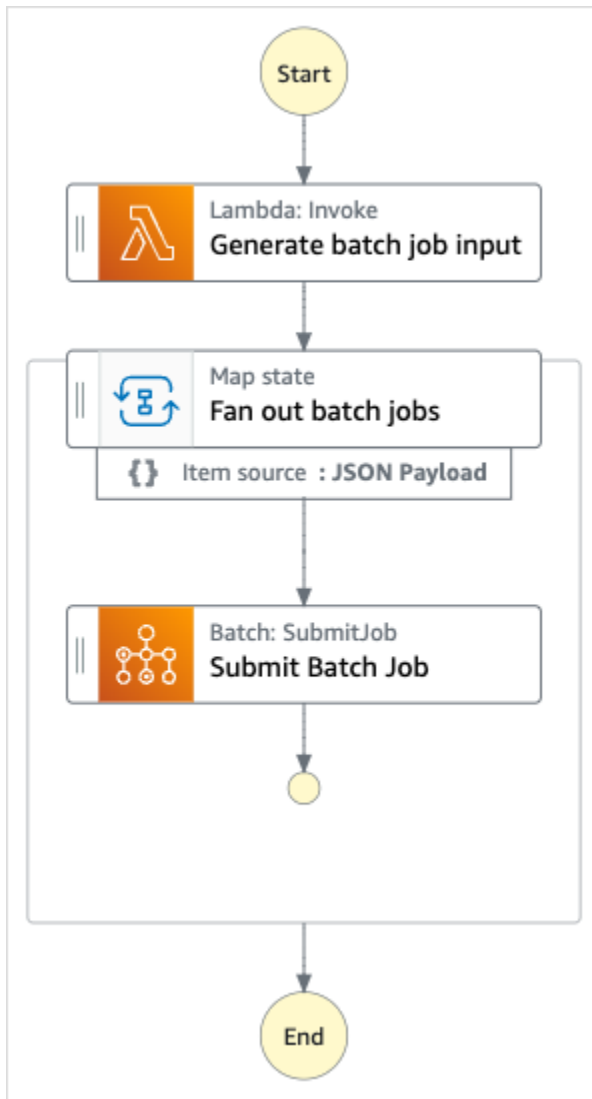 Start
Lambda: Invoke
Generate batch job input
Map state
Fan out batch jobs
{} Item source : JSON Payload
Batch: SubmitJob
Submit Batch Job
End